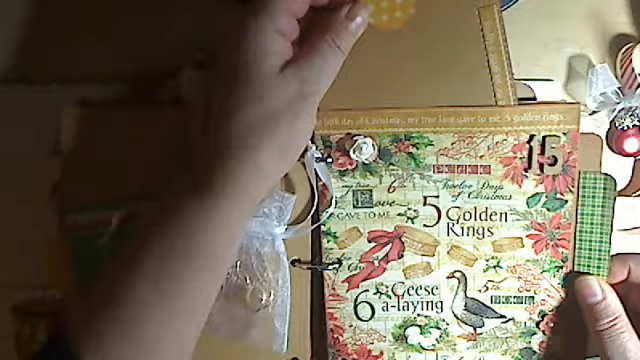 fifth day of Christmas, my true love gave to me, 5 golden rings
15
6th
Twelve Days
of Christmas
Love
GAVE TO ME
5 Golden
Rings
6 Geese
a-laying